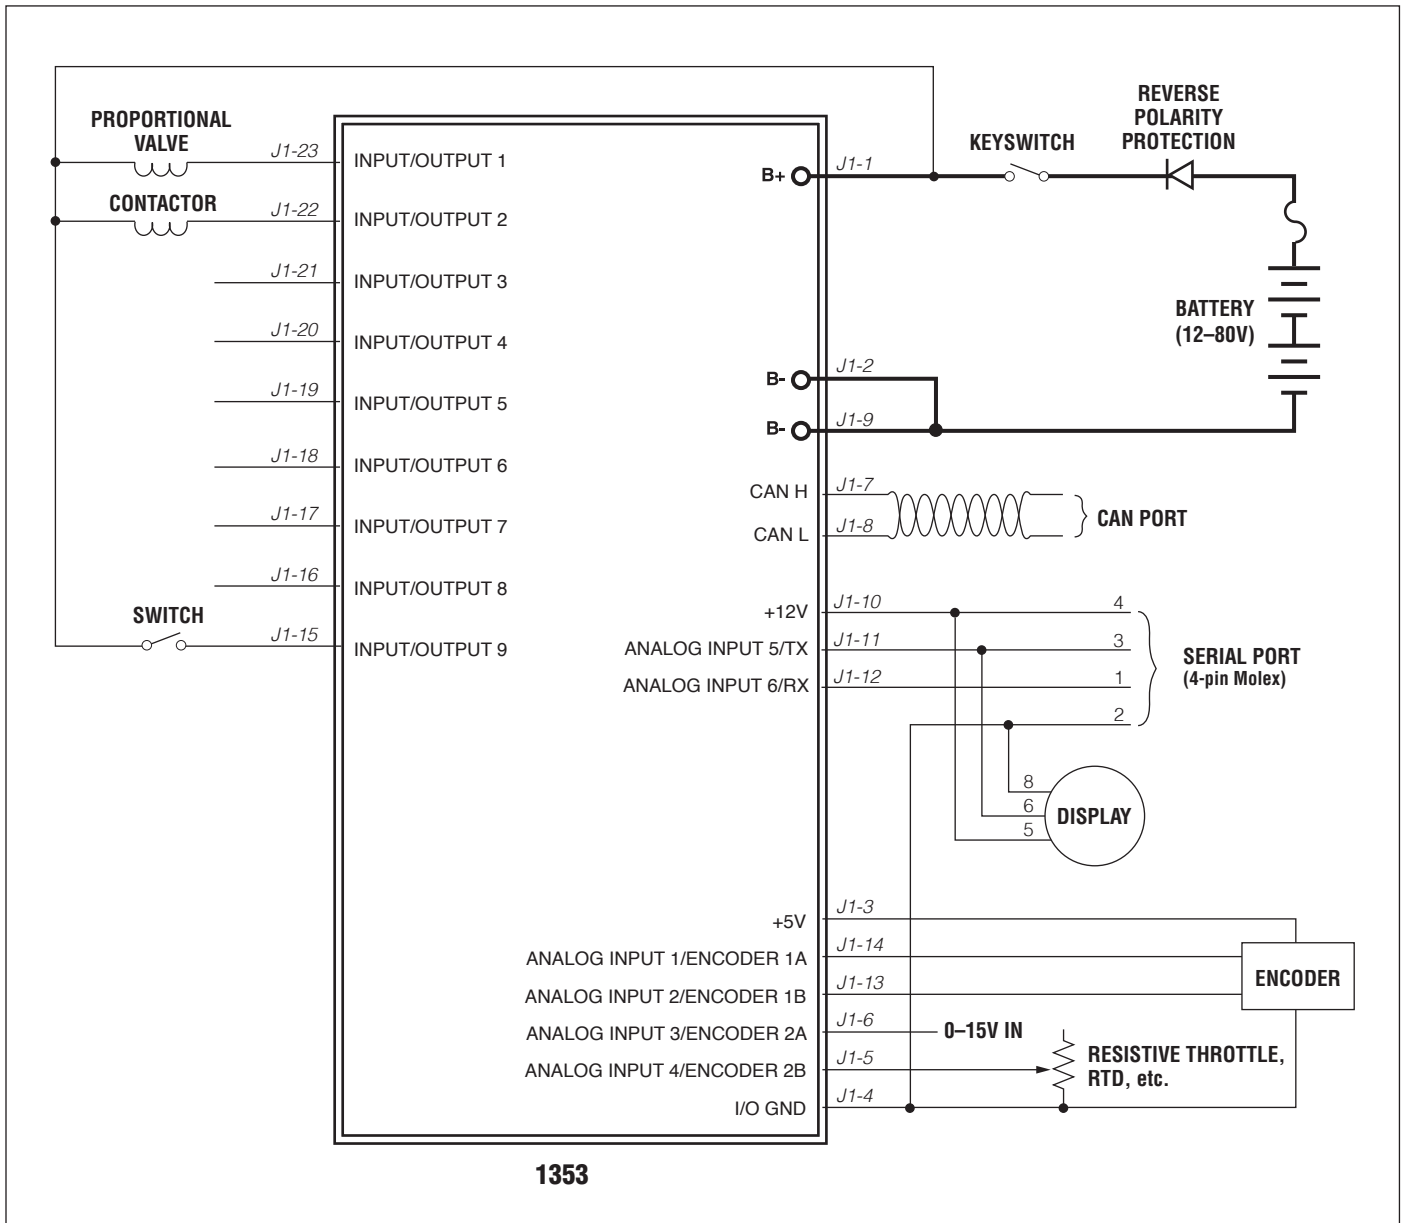 PROPORTIONAL
VALVE
J1-23
INPUT/OUTPUT 1
CONTACTOR
J1-22
INPUT/OUTPUT 2
J1-21
INPUT/OUTPUT 3
J1-20
INPUT/OUTPUT 4
J1-19
INPUT/OUTPUT 5
J1-18
INPUT/OUTPUT 6
J1-17
INPUT/OUTPUT 7
J1-16
INPUT/OUTPUT 8
SWITCH
J1-15
INPUT/OUTPUT 9
B+
J1-1
KEYSWITCH
REVERSE
POLARITY
PROTECTION
BATTERY
(12–80V)
B-
J1-2
B-
J1-9
CAN H
J1-7
CAN L
J1-8
CAN PORT
+12V
J1-10
4
ANALOG INPUT 5/TX
J1-11
3
ANALOG INPUT 6/RX
J1-12
1
2
SERIAL PORT
(4-pin Molex)
8
6
5
DISPLAY
+5V
J1-3
ANALOG INPUT 1/ENCODER 1A
J1-14
ANALOG INPUT 2/ENCODER 1B
J1-13
ENCODER
ANALOG INPUT 3/ENCODER 2A
J1-6
0–15V IN
ANALOG INPUT 4/ENCODER 2B
J1-5
RESISTIVE THROTTLE,
RTD, etc.
I/O GND
J1-4
1353